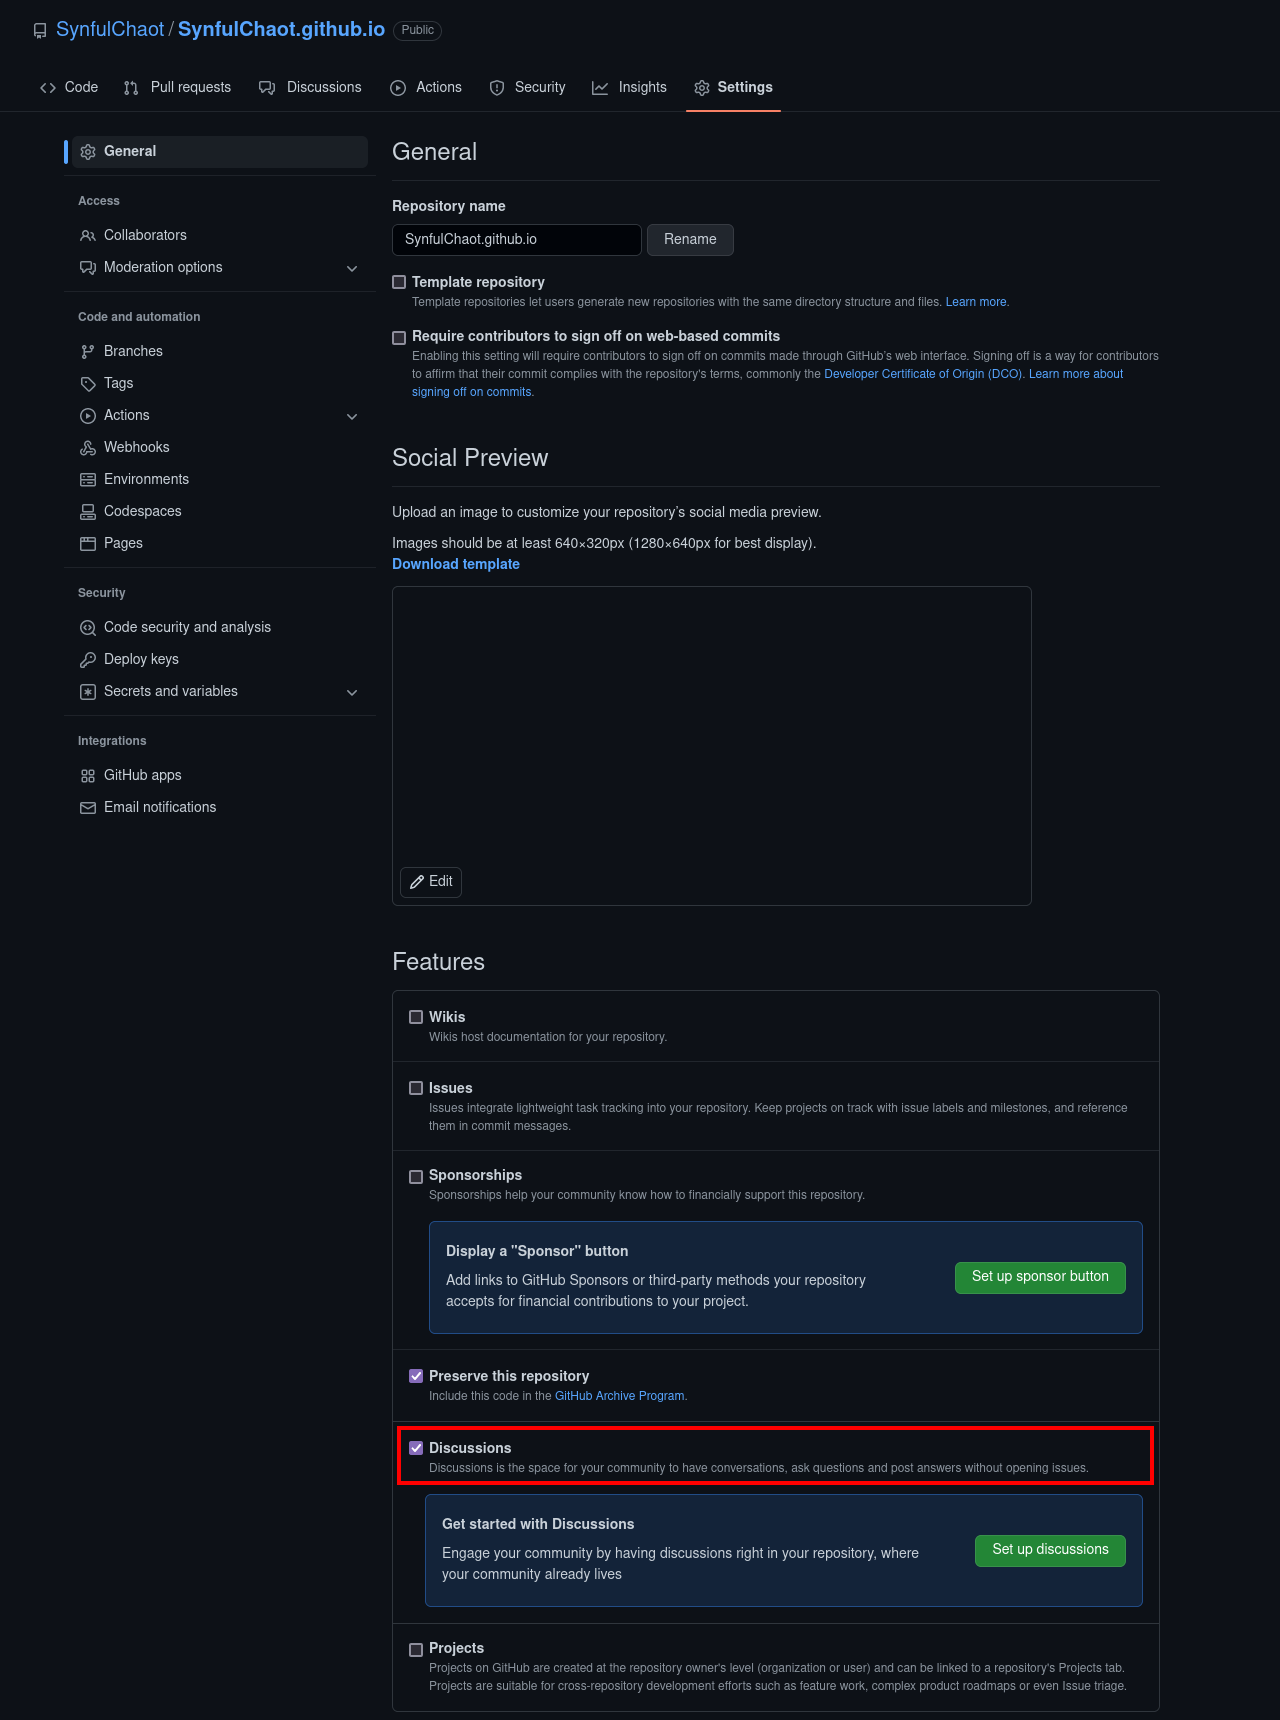 SynfulChaot / SynfulChaot.github.io Public
Code Pull requests Discussions Actions Security Insights Settings
General
Access
Collaborators
Moderation options
Code and automation
Branches
Tags
Actions
Webhooks
Environments
Codespaces
Pages
Security
Code security and analysis
Deploy keys
Secrets and variables
Integrations
GitHub apps
Email notifications
General
Repository name
SynfulChaot.github.io Rename
Template repository
Template repositories let users generate new repositories with the same directory structure and files. Learn more.
Require contributors to sign off on web-based commits
Enabling this setting will require contributors to sign off on commits made through GitHub's web interface. Signing off is a way for contributors
to affirm that their commit complies with the repository's terms, commonly the Developer Certificate of Origin (DCO). Learn more about
signing off on commits.
Social Preview
Upload an image to customize your repository's social media preview.
Images should be at least 640×320px (1280×640px for best display).
Download template
Edit
Features
Wikis
Wikis host documentation for your repository.
Issues
Issues integrate lightweight task tracking into your repository. Keep projects on track with issue labels and milestones, and reference
them in commit messages.
Sponsorships
Sponsorships help your community know how to financially support this repository.
Display a "Sponsor" button
Add links to GitHub Sponsors or third-party methods your repository
accepts for financial contributions to your project.
Set up sponsor button
Preserve this repository
Include this code in the GitHub Archive Program.
Discussions
Discussions is the space for your community to have conversations, ask questions and post answers without opening issues.
Get started with Discussions
Engage your community by having discussions right in your repository, where
your community already lives
Set up discussions
Projects
Projects on GitHub are created at the repository owner's level (organization or user) and can be linked to a repository's Projects tab.
Projects are suitable for cross-repository development efforts such as feature work, complex product roadmaps or even Issue triage.